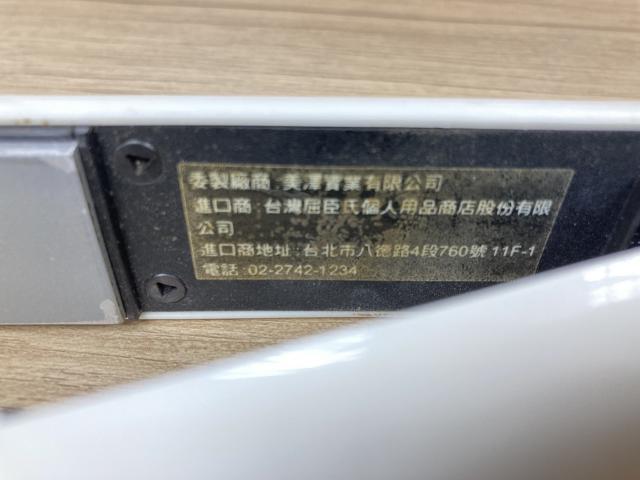 委製廠商：美澤實業有限公司
進口商：台灣屈臣氏個人用品商店股份有限
公司
進口商地址：台北市八德路4段760號 11F-1
電話：02-2742-1234